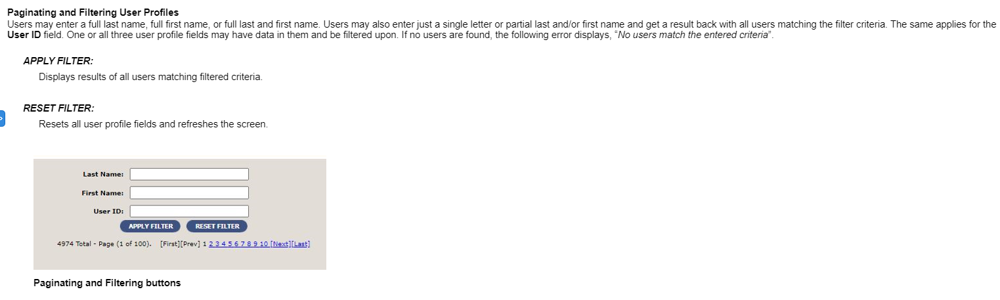 Paginating and Filtering User Profiles
Users may enter a full last name, full first name, or full last and first name. Users may also enter just a single letter or partial last and/or first name and get a result back with all users matching the filter criteria. The same applies for the
User ID field. One or all three user profile fields may have data in them and be filtered upon. If no users are found, the following error displays, "No users match the entered criteria".
APPLY FILTER:
Displays results of all users matching filtered criteria.
RESET FILTER:
Resets all user profile fields and refreshes the screen.
Last Name:
First Name:
User ID:
APPLY FILTER RESET FILTER
4974 Total - Page (1 of 100). [First][Prev] 1 2 3 4 5 6 7 8 9 10 [Next][Last]
Paginating and Filtering buttons